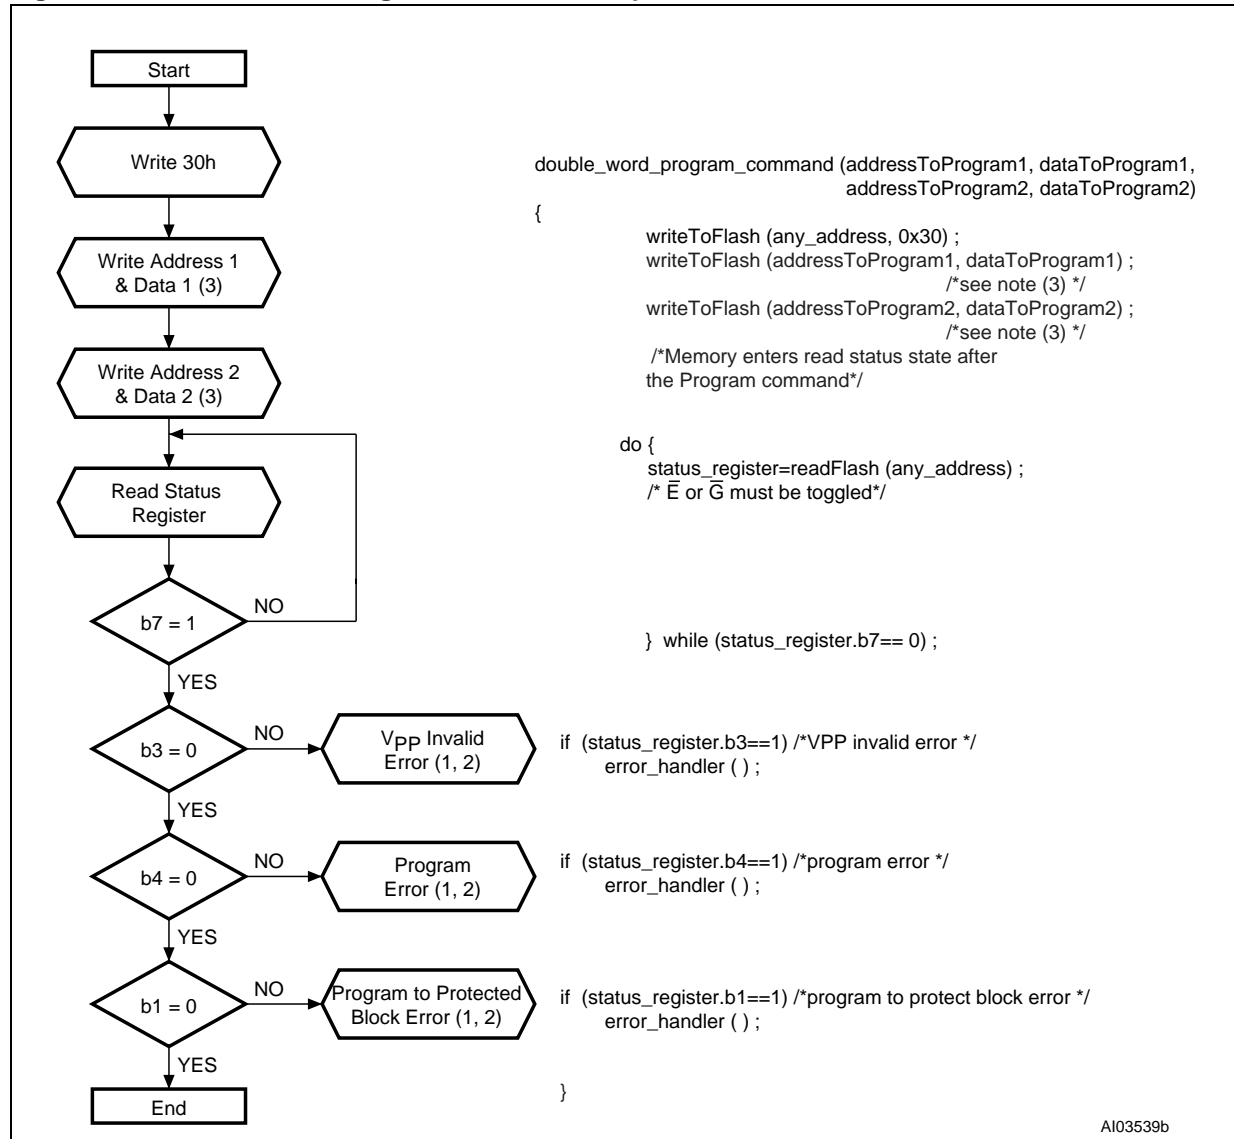 Start
Write 30h
Write Address 1
& Data 1 (3)
Write Address 2
& Data 2 (3)
Read Status
Register
b7 = 1
NO
YES
b3 = 0
NO
VPP Invalid
Error (1, 2)
YES
b4 = 0
NO
Program
Error (1, 2)
YES
b1 = 0
NO
Program to Protected
Block Error (1, 2)
YES
End
double_word_program_command (addressToProgram1, dataToProgram1,
addressToProgram2, dataToProgram2)
{
writeToFlash (any_address, 0x30) ;
writeToFlash (addressToProgram1, dataToProgram1) ;
/*see note (3) */
writeToFlash (addressToProgram2, dataToProgram2) ;
/*see note (3) */
/*Memory enters read status state after
the Program command*/
do {
status_register=readFlash (any_address) ;
/* E̅ or G̅ must be toggled*/
} while (status_register.b7== 0) ;
if (status_register.b3==1) /*VPP invalid error */
error_handler ( ) ;
if (status_register.b4==1) /*program error */
error_handler ( ) ;
if (status_register.b1==1) /*program to protect block error */
error_handler ( ) ;
}
AI03539b